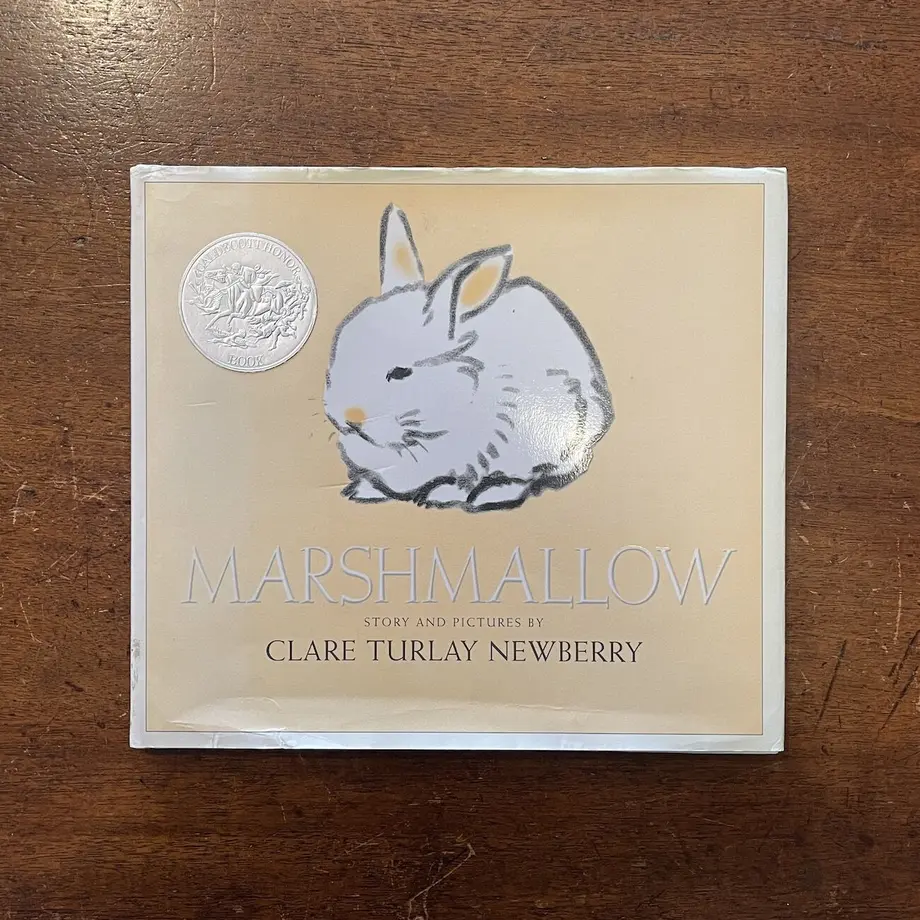 CALDECOTT HONOR
BOOK
MARSHMALLOW
STORY AND PICTURES BY
CLARE TURLAY NEWBERRY